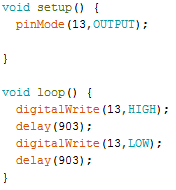 void setup() {
pinMode(13,OUTPUT);
}
void loop() {
digitalWrite(13,HIGH);
delay(903);
digitalWrite(13,LOW);
delay(903);
}